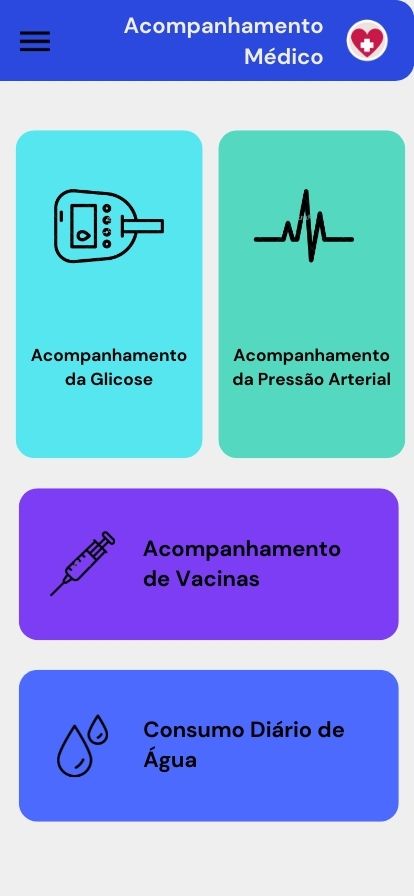 Acompanhamento
Médico
Acompanhamento
da Glicose
Acompanhamento
da Pressão Arterial
Acompanhamento
de Vacinas
Consumo Diário de
Água